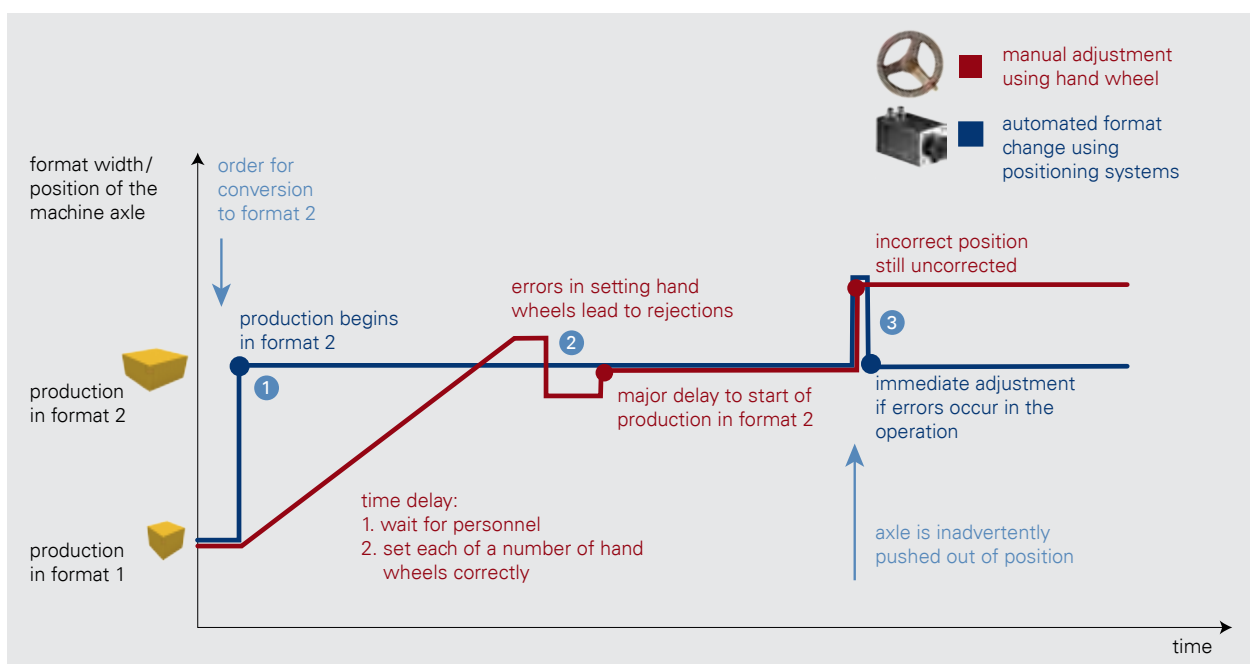 manual adjustment
using hand wheel
automated format
change using
positioning systems
format width/
position of the
machine axle
order for
conversion
to format 2
incorrect position
still uncorrected
errors in setting hand
wheels lead to rejections
production begins
in format 2
1
2
3
production
in format 2
major delay to start of
production in format 2
immediate adjustment
if errors occur in the
operation
time delay:
1. wait for personnel
2. set each of a number of hand
wheels correctly
axle is inadvertently
pushed out of position
production
in format 1
time